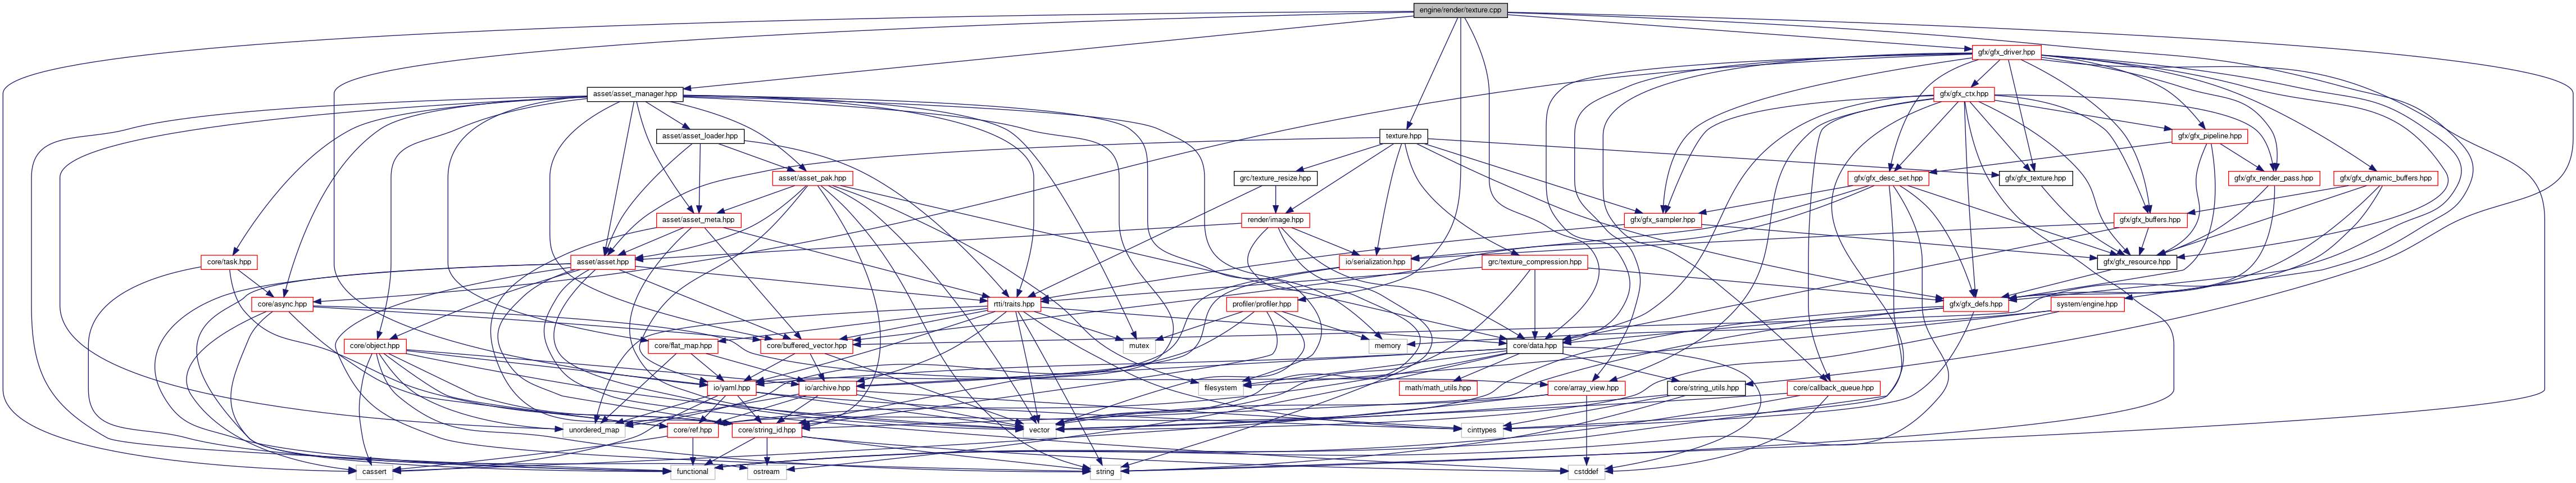 engine/render/texture.cpp
gfx/gfx_driver.hpp
asset/asset_manager.hpp
gfx/gfx_ctx.hpp
asset/asset_loader.hpp
texture.hpp
gfx/gfx_pipeline.hpp
asset/asset_pak.hpp
grc/texture_resize.hpp
gfx/gfx_desc_set.hpp
gfx/gfx_texture.hpp
gfx/gfx_render_pass.hpp
gfx/gfx_dynamic_buffers.hpp
asset/asset_meta.hpp
render/image.hpp
gfx/gfx_sampler.hpp
gfx/gfx_buffers.hpp
core/task.hpp
asset/asset.hpp
io/serialization.hpp
grc/texture_compression.hpp
gfx/gfx_resource.hpp
core/async.hpp
rtti/traits.hpp
profiler/profiler.hpp
gfx/gfx_defs.hpp
system/engine.hpp
core/object.hpp
core/flat_map.hpp
core/buffered_vector.hpp
mutex
memory
core/data.hpp
io/yaml.hpp
io/archive.hpp
filesystem
math/math_utils.hpp
core/array_view.hpp
core/string_utils.hpp
core/callback_queue.hpp
unordered_map
core/ref.hpp
core/string_id.hpp
vector
cinttypes
cassert
functional
ostream
string
cstddef